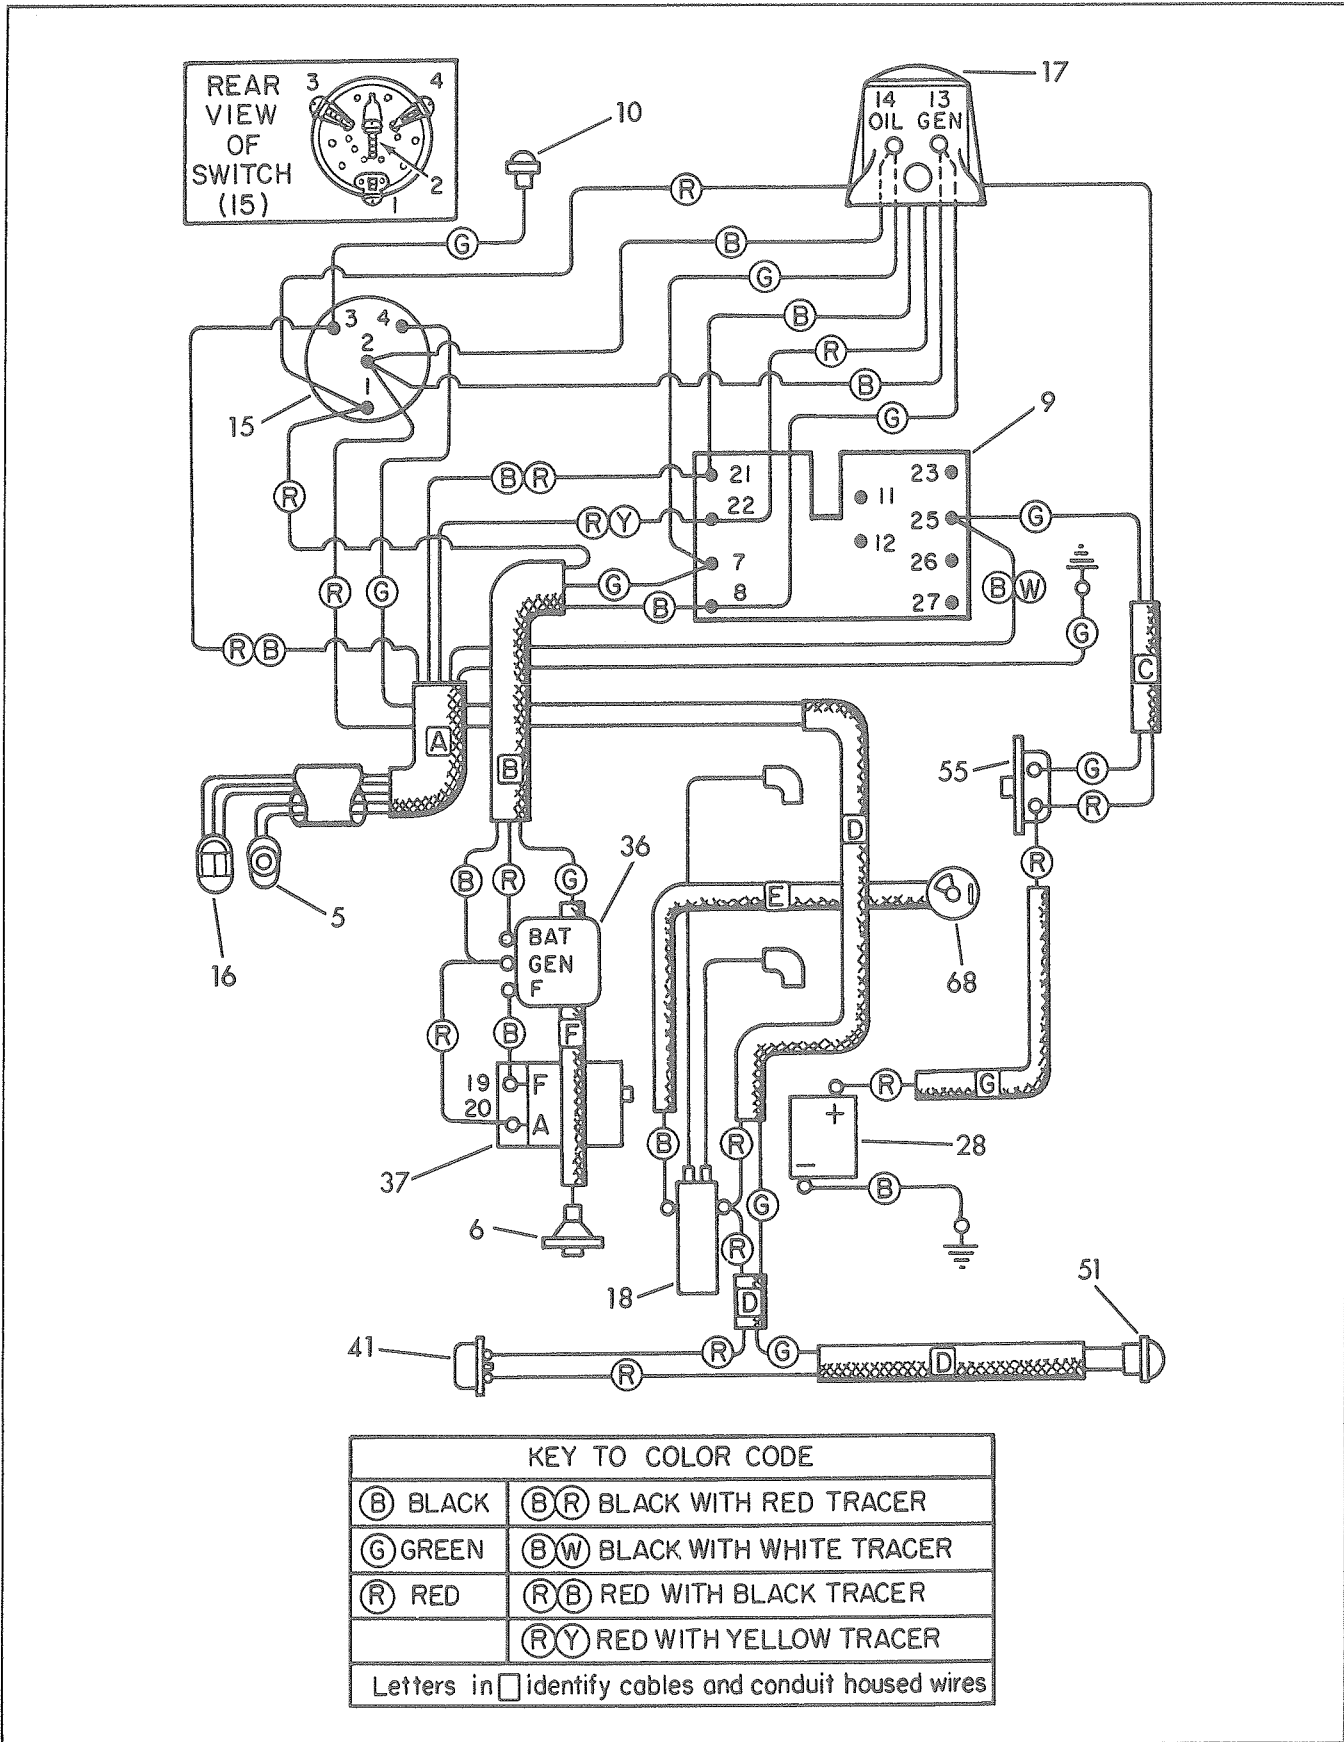 REAR
VIEW
OF
SWITCH
(15)
3
4
2
1
10
17
14
13
OIL
GEN
R
G
B
G
B
R
B
G
3
4
2
1
15
9
R
B R
R Y
21
22
7
8
23
11
25
12
26
27
G
B W
G
G
B
R
G
R B
C
A
B
55
G
R
R
D
16
5
B
R
G
36
BAT
GEN
F
E
68
R
B
F
19
F
20
A
37
6
B
R
G
R
18
D
R
G
+
28
−
B
41
R
R
G
D
51
KEY TO COLOR CODE
B BLACK
B R BLACK WITH RED TRACER
G GREEN
B W BLACK WITH WHITE TRACER
R RED
R B RED WITH BLACK TRACER
R Y RED WITH YELLOW TRACER
Letters in □ identify cables and conduit housed wires